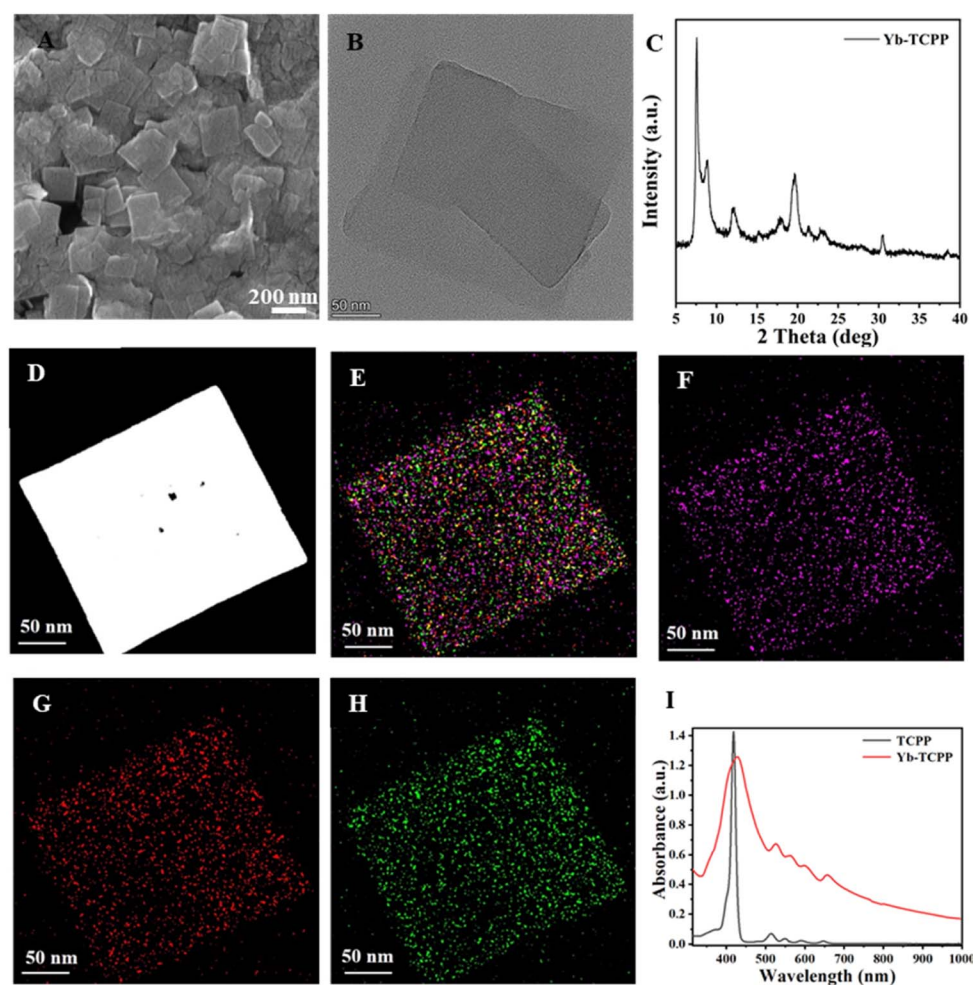 A
200 nm
B
50 nm
C
Yb-TCPP
Intensity (a.u.)
5 10 15 20 25 30 35 40
2 Theta (deg)
D
50 nm
E
50 nm
F
50 nm
G
50 nm
H
50 nm
I
TCPP
Yb-TCPP
Absorbance (a.u.)
1.4
1.2
1.0
0.8
0.6
0.4
0.2
0.0
400 500 600 700 800 900 1000
Wavelength (nm)